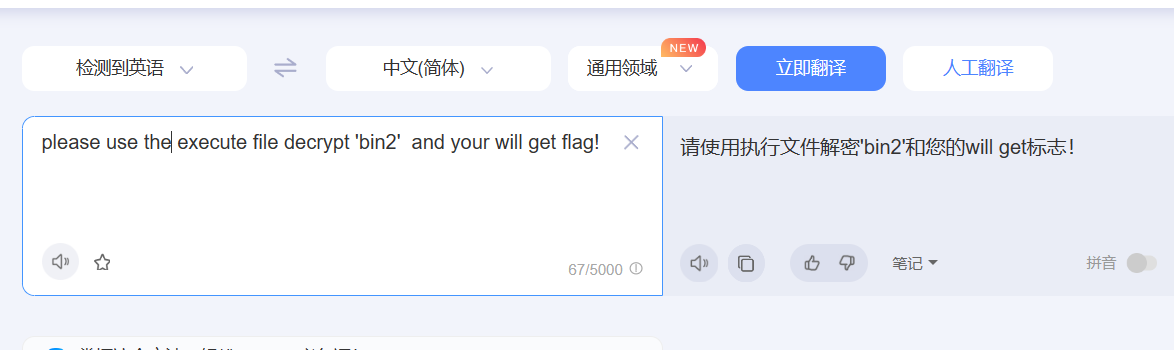 NEW
检测到英语
中文(简体)
通用领域
立即翻译
人工翻译
please use the execute file decrypt 'bin2'  and your will get flag!
请使用执行文件解密'bin2'和您的will get标志！
67/5000
笔记
拼音